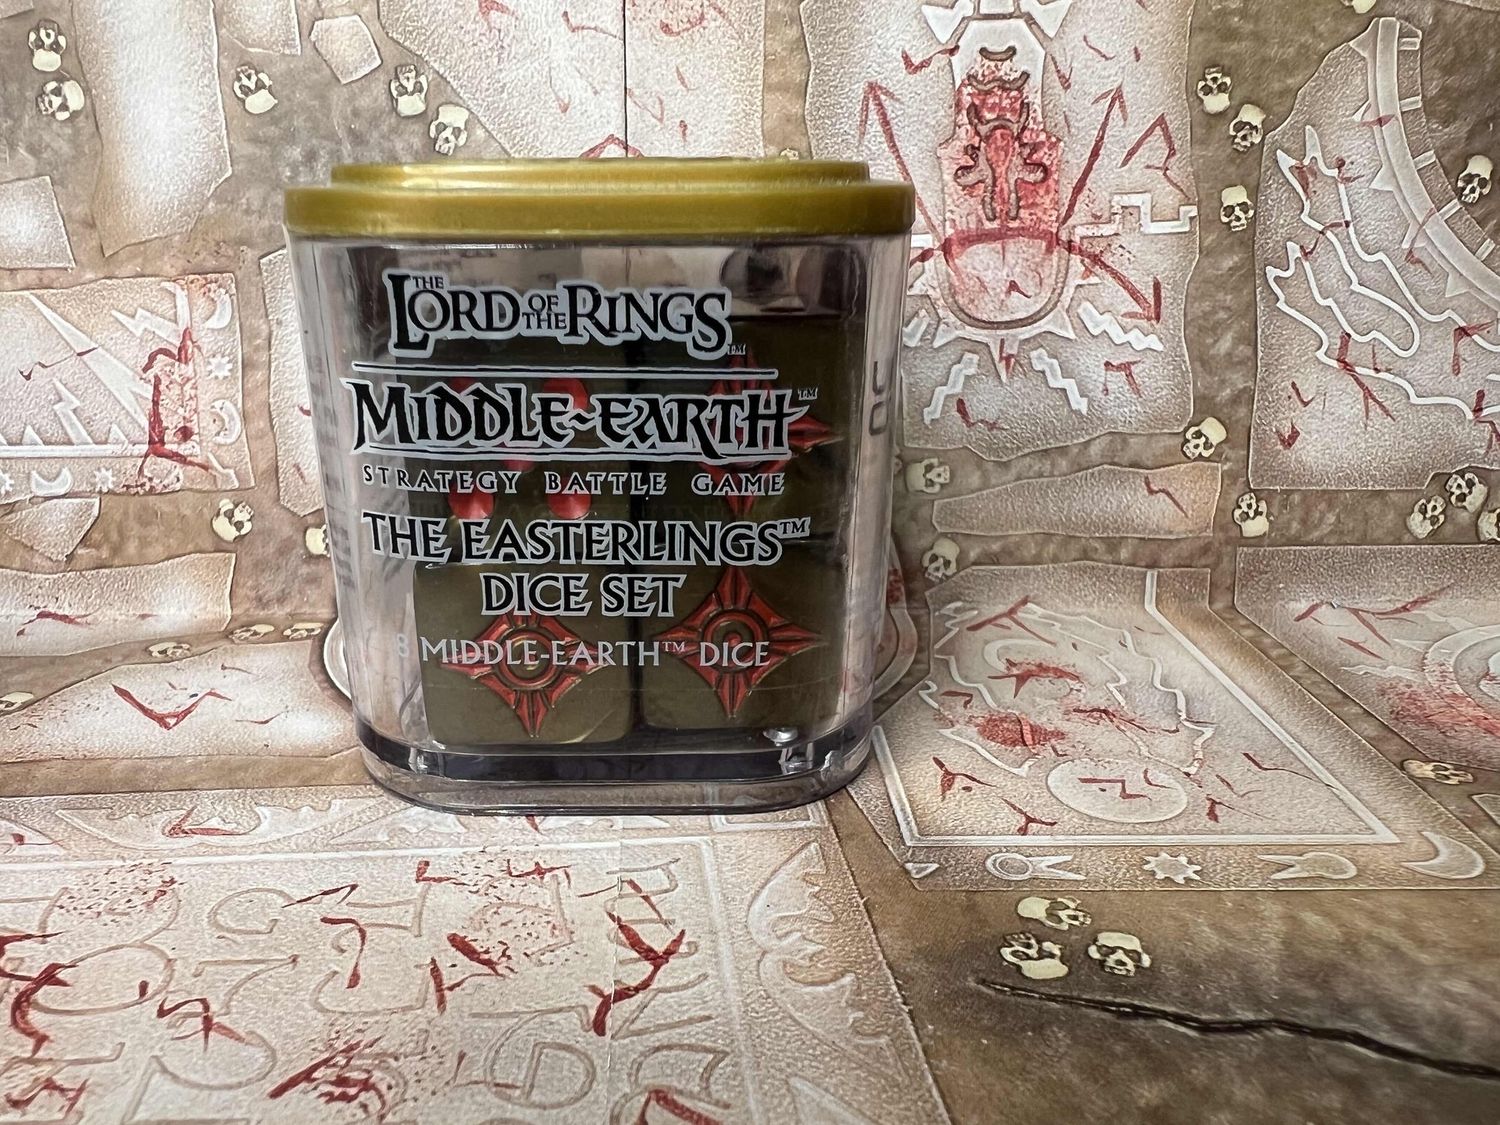 THE LORD OF THE RINGS™
MIDDLE-EARTH™
STRATEGY BATTLE GAME
THE EASTERLINGS™
DICE SET
8 MIDDLE-EARTH™ DICE